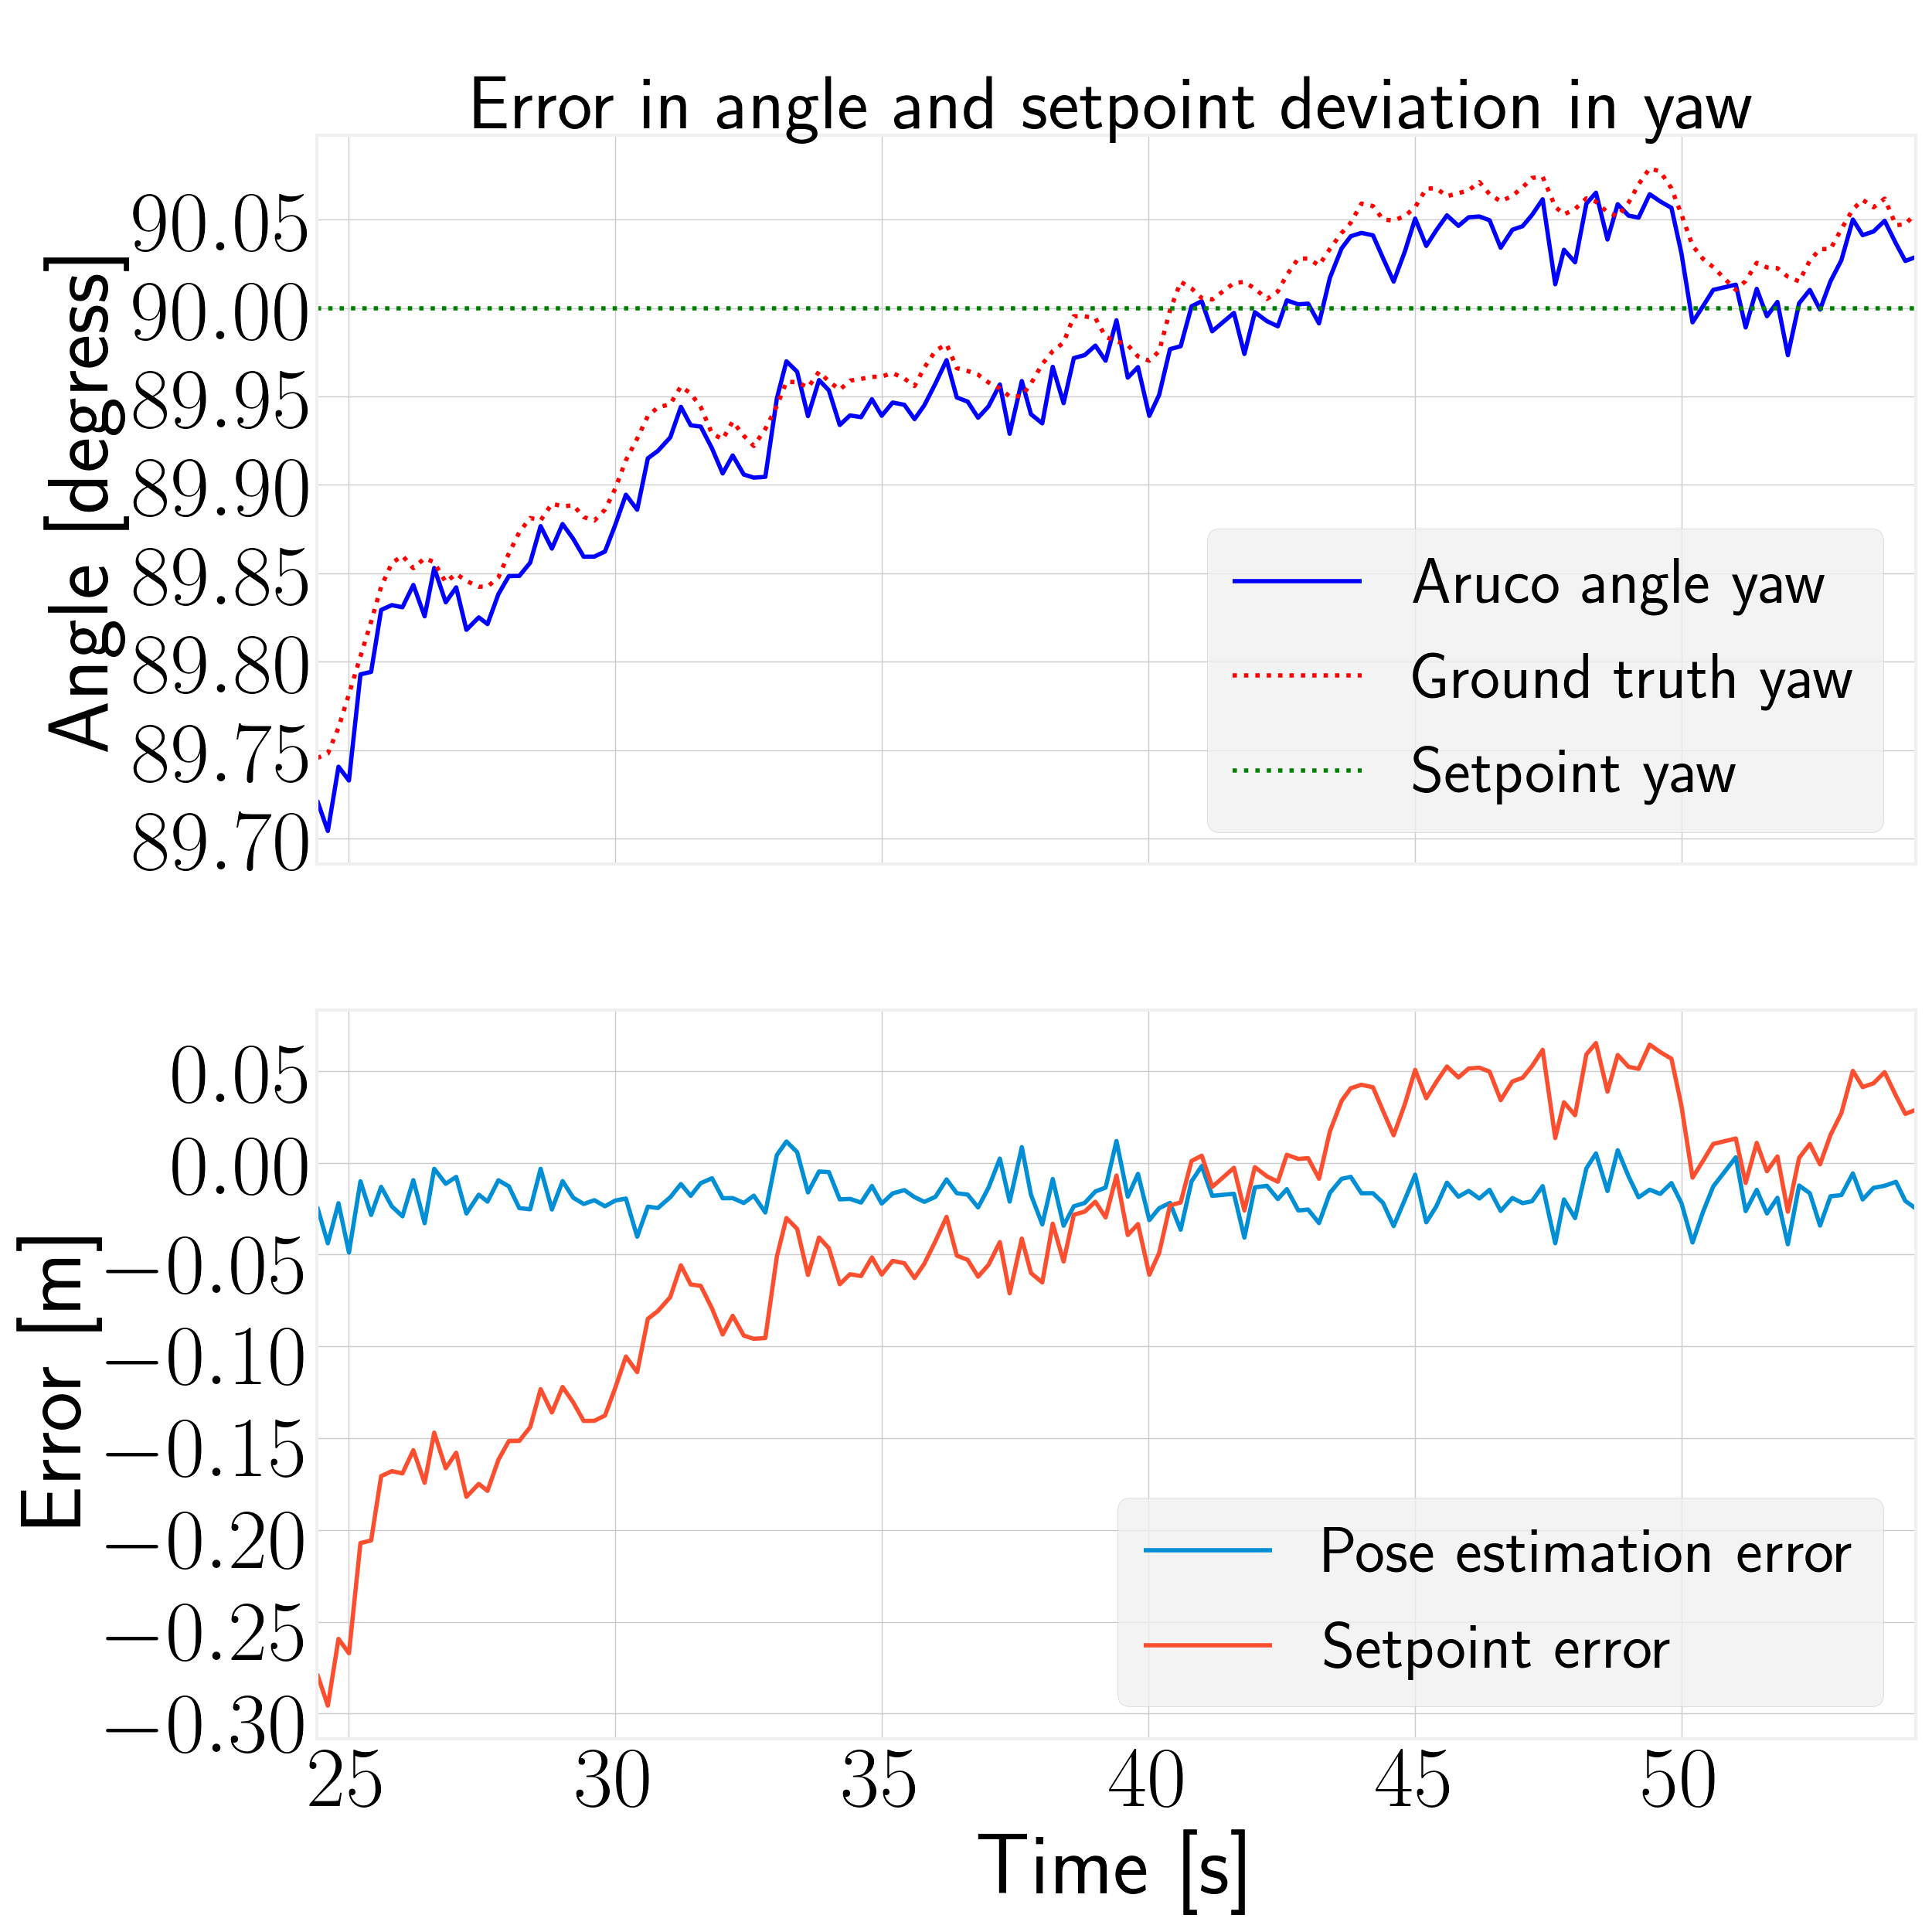 Error in angle and setpoint deviation in yaw
Angle [degress]
90.05
90.00
89.95
89.90
89.85
89.80
89.75
89.70
Aruco angle yaw
Ground truth yaw
Setpoint yaw
Error [m]
0.05
0.00
−0.05
−0.10
−0.15
−0.20
−0.25
−0.30
Pose estimation error
Setpoint error
25 30 35 40 45 50
Time [s]